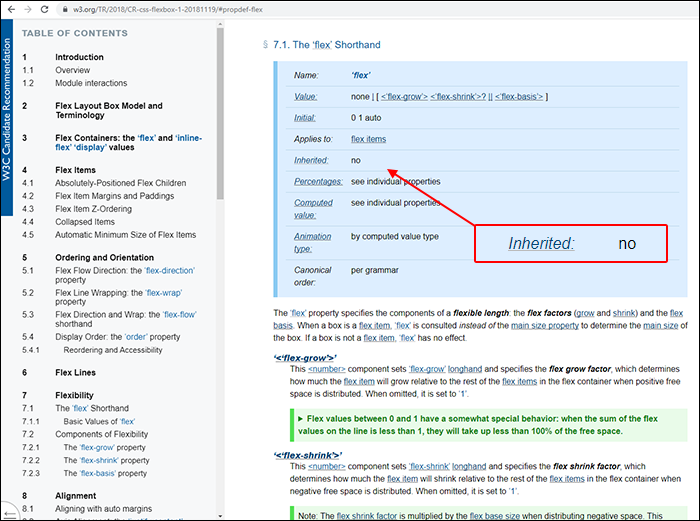 w3.org/TR/2018/CR-css-flexbox-1-20181119/#propdef-flex
W3C Candidate Recommendation
TABLE OF CONTENTS
1 Introduction
1.1 Overview
1.2 Module interactions
2 Flex Layout Box Model and
Terminology
3 Flex Containers: the ‘flex’ and ‘inline-
flex’ ‘display’ values
4 Flex Items
4.1 Absolutely-Positioned Flex Children
4.2 Flex Item Margins and Paddings
4.3 Flex Item Z-Ordering
4.4 Collapsed Items
4.5 Automatic Minimum Size of Flex Items
5 Ordering and Orientation
5.1 Flex Flow Direction: the ‘flex-direction’
property
5.2 Flex Line Wrapping: the ‘flex-wrap’
property
5.3 Flex Direction and Wrap: the ‘flex-flow’
shorthand
5.4 Display Order: the ‘order’ property
5.4.1 Reordering and Accessibility
6 Flex Lines
7 Flexibility
7.1 The ‘flex’ Shorthand
7.1.1 Basic Values of ‘flex’
7.2 Components of Flexibility
7.2.1 The ‘flex-grow’ property
7.2.2 The ‘flex-shrink’ property
7.2.3 The ‘flex-basis’ property
8 Alignment
8.1 Aligning with auto margins
§ 7.1. The ‘flex’ Shorthand
Name: ‘flex’
Value: none | [ <‘flex-grow’> <‘flex-shrink’>? || <‘flex-basis’> ]
Initial: 0 1 auto
Applies to: flex items
Inherited: no
Percentages: see individual properties
Computed value: see individual properties
Animation type: by computed value type
Canonical order: per grammar
Inherited: no
The ‘flex’ property specifies the components of a flexible length: the flex factors (grow and shrink) and the flex
basis. When a box is a flex item, ‘flex’ is consulted instead of the main size property to determine the main size of
the box. If a box is not a flex item, ‘flex’ has no effect.
‘<‘flex-grow’>’
This <number> component sets ‘flex-grow’ longhand and specifies the flex grow factor, which determines
how much the flex item will grow relative to the rest of the flex items in the flex container when positive free
space is distributed. When omitted, it is set to ‘1’.
► Flex values between 0 and 1 have a somewhat special behavior: when the sum of the flex
values on the line is less than 1, they will take up less than 100% of the free space.
‘<‘flex-shrink’>’
This <number> component sets ‘flex-shrink’ longhand and specifies the flex shrink factor, which
determines how much the flex item will shrink relative to the rest of the flex items in the flex container when
negative free space is distributed. When omitted, it is set to ‘1’.
Note: The flex shrink factor is multiplied by the flex base size when distributing negative space. This